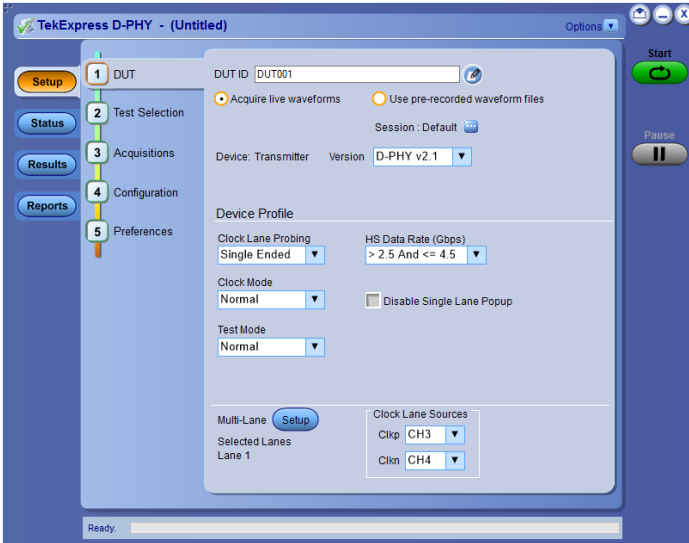 TekExpress D-PHY - (Untitled)
Options
Start
Setup
1 DUT
DUT ID DUT001
Acquire live waveforms
Use pre-recorded waveform files
Status
2 Test Selection
Session : Default
Pause
Results
3 Acquisitions
Device: Transmitter Version D-PHY v2.1
Reports
4 Configuration
5 Preferences
Device Profile
Clock Lane Probing
HS Data Rate (Gbps)
Single Ended
> 2.5 And <= 4.5
Clock Mode
Normal
Disable Single Lane Popup
Test Mode
Normal
Multi-Lane Setup
Clock Lane Sources
Selected Lanes
Clkp CH3
Lane 1
Clkn CH4
Ready.